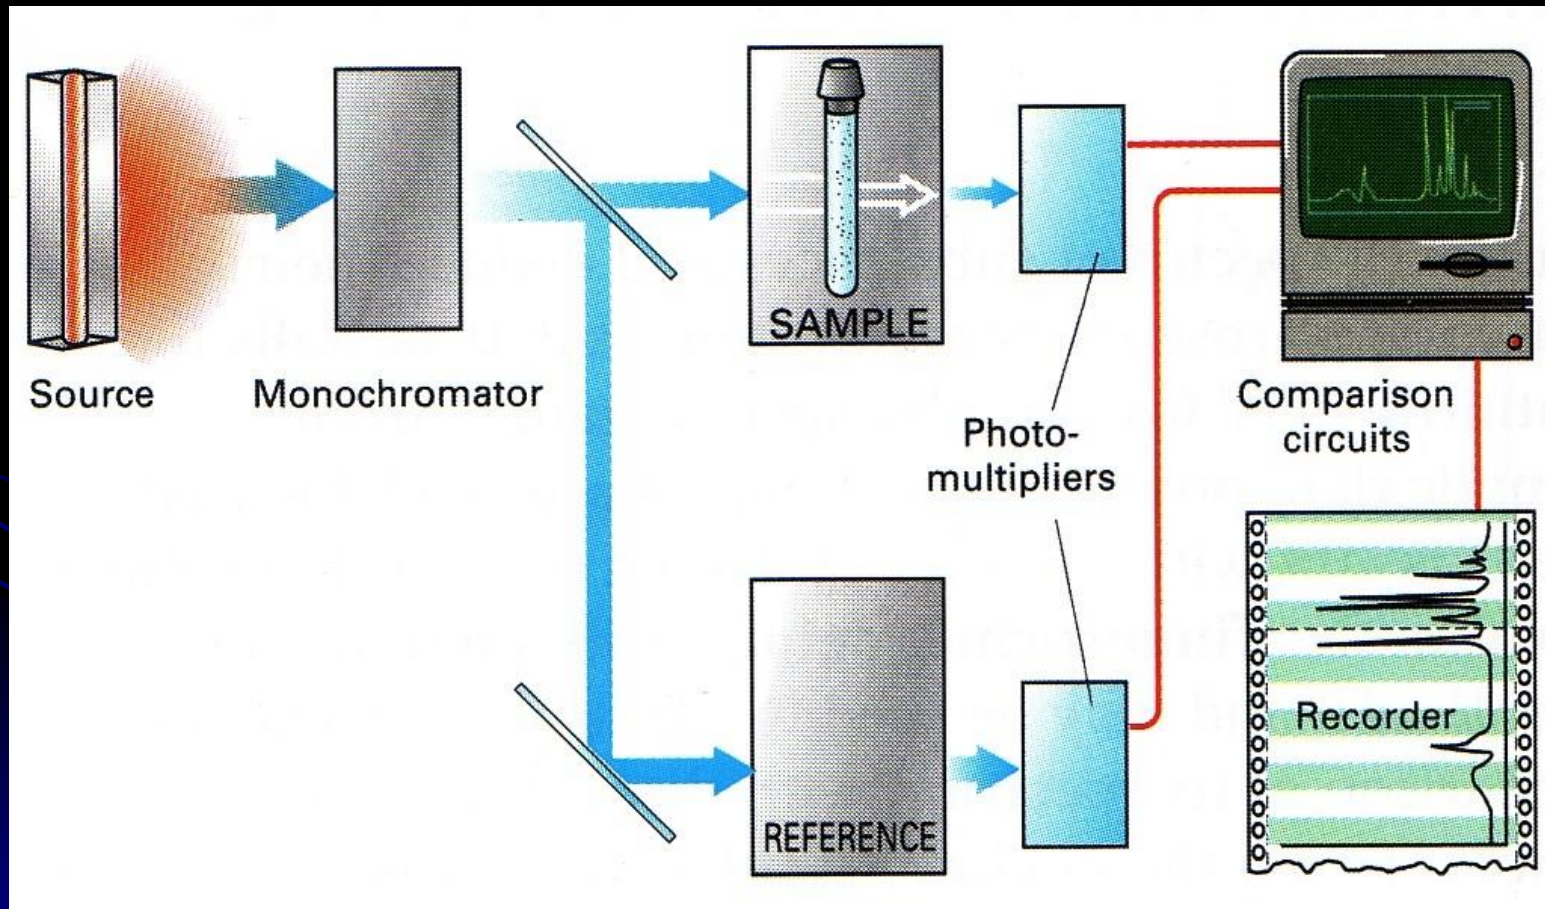 SAMPLE
Source
Monochromator
Comparison
circuits
Photo-
multipliers
Recorder
REFERENCE